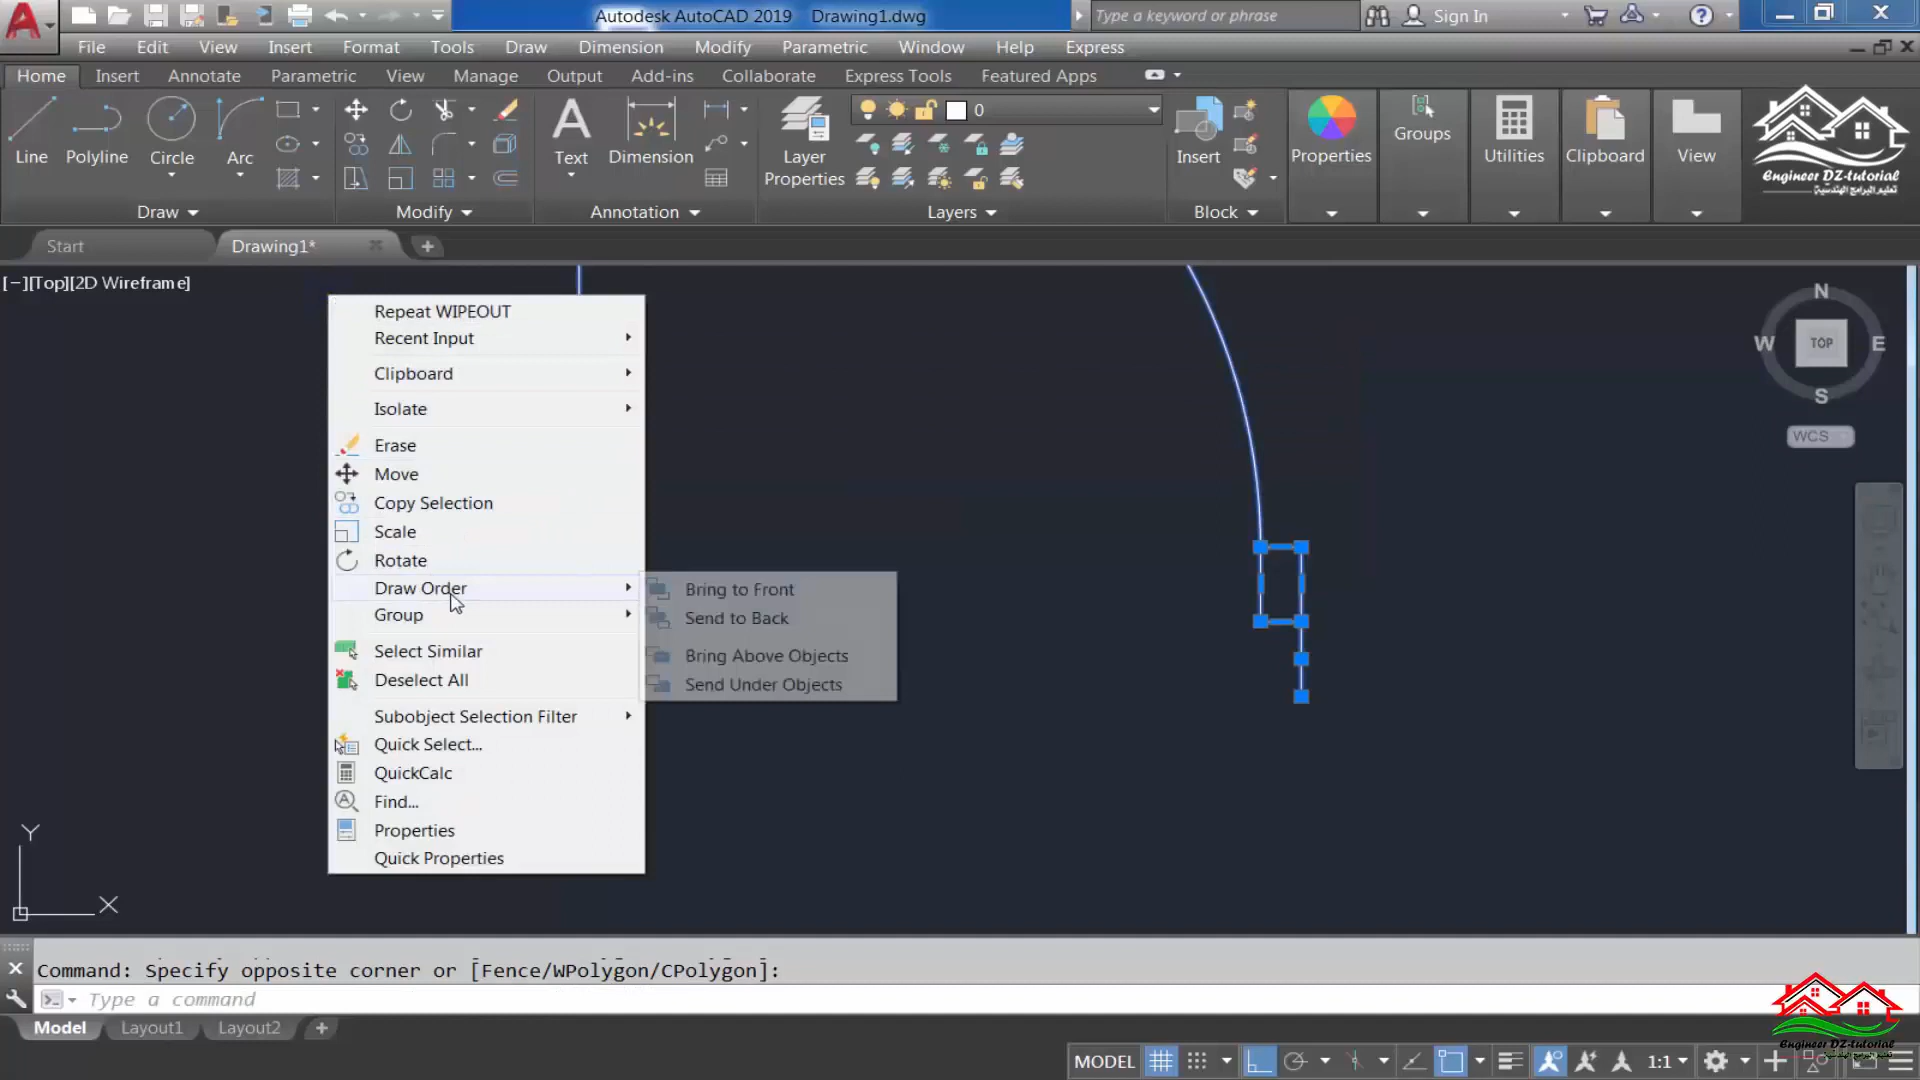 Autodesk AutoCAD 2019 Drawing1.dwg
Type a keyword or phrase
Sign In
File Edit View Insert Format Tools Draw Dimension Modify Parametric Window Help Express
Home Insert Annotate Parametric View Manage Output Add-ins Collaborate Express Tools Featured Apps
0
Line Polyline Circle Arc
Text Dimension
Layer Properties
Insert
Properties
Groups
Utilities
Clipboard
View
Engineer DZ-tutorial
تعليم البرامج الهندسية
Draw
Modify
Annotation
Layers
Block
Start
Drawing1*
[−][Top][2D Wireframe]
N
W TOP E
S
WCS
Repeat WIPEOUT
Recent Input
Clipboard
Isolate
Erase
Move
Copy Selection
Scale
Rotate
Draw Order
Group
Select Similar
Deselect All
Subobject Selection Filter
Quick Select...
QuickCalc
Find...
Properties
Quick Properties
Bring to Front
Send to Back
Bring Above Objects
Send Under Objects
Y
X
Command: Specify opposite corner or [Fence/WPolygon/CPolygon]:
Type a command
Model Layout1 Layout2
MODEL
1:1
Engineer DZ-tutorial